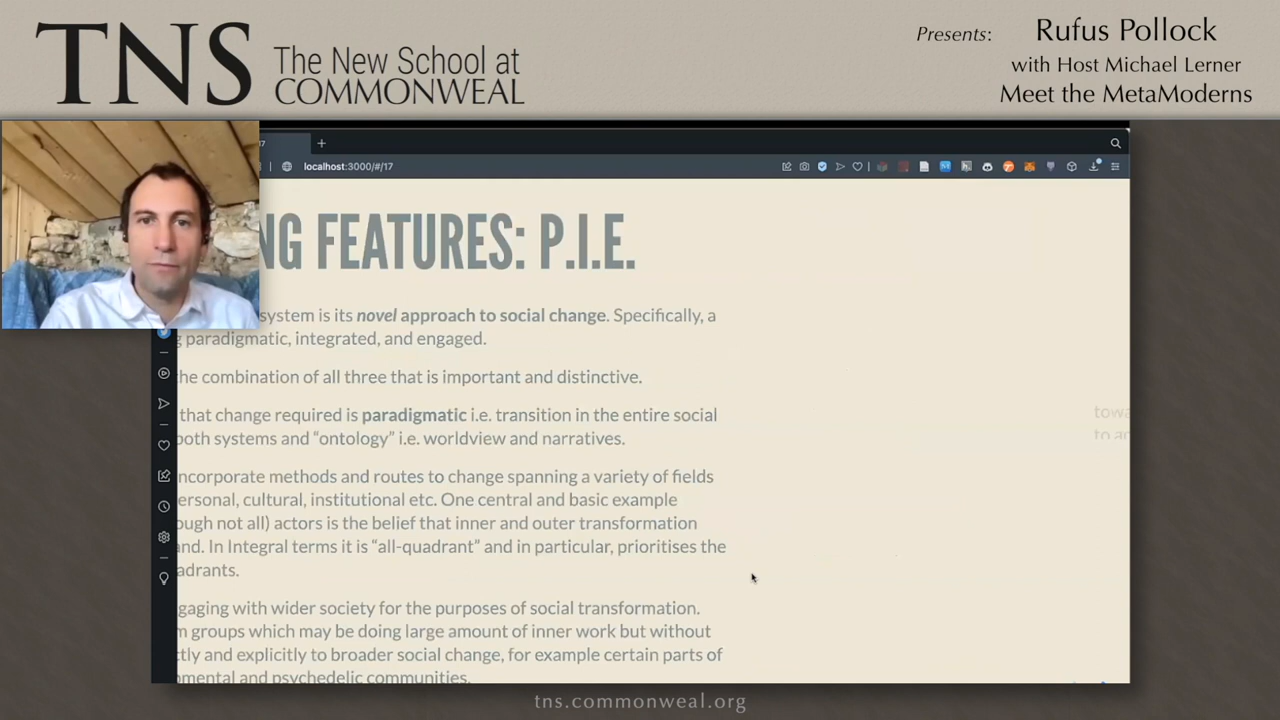 TNS
The New School at
COMMONWEAL
Presents: Rufus Pollock
with Host Michael Lerner
Meet the MetaModerns
localhost:3000/#/17
NG FEATURES: P.I.E.
system is its novel approach to social change. Specifically, a
paradigmatic, integrated, and engaged.
the combination of all three that is important and distinctive.
that change required is paradigmatic i.e. transition in the entire social
both systems and “ontology” i.e. worldview and narratives.
ncorporate methods and routes to change spanning a variety of fields
ersonal, cultural, institutional etc. One central and basic example
ough not all) actors is the belief that inner and outer transformation
and. In Integral terms it is “all-quadrant” and in particular, prioritises the
adrants.
gaging with wider society for the purposes of social transformation.
m groups which may be doing large amount of inner work but without
ctly and explicitly to broader social change, for example certain parts of
pmental and psychedelic communities.
tns.commonweal.org